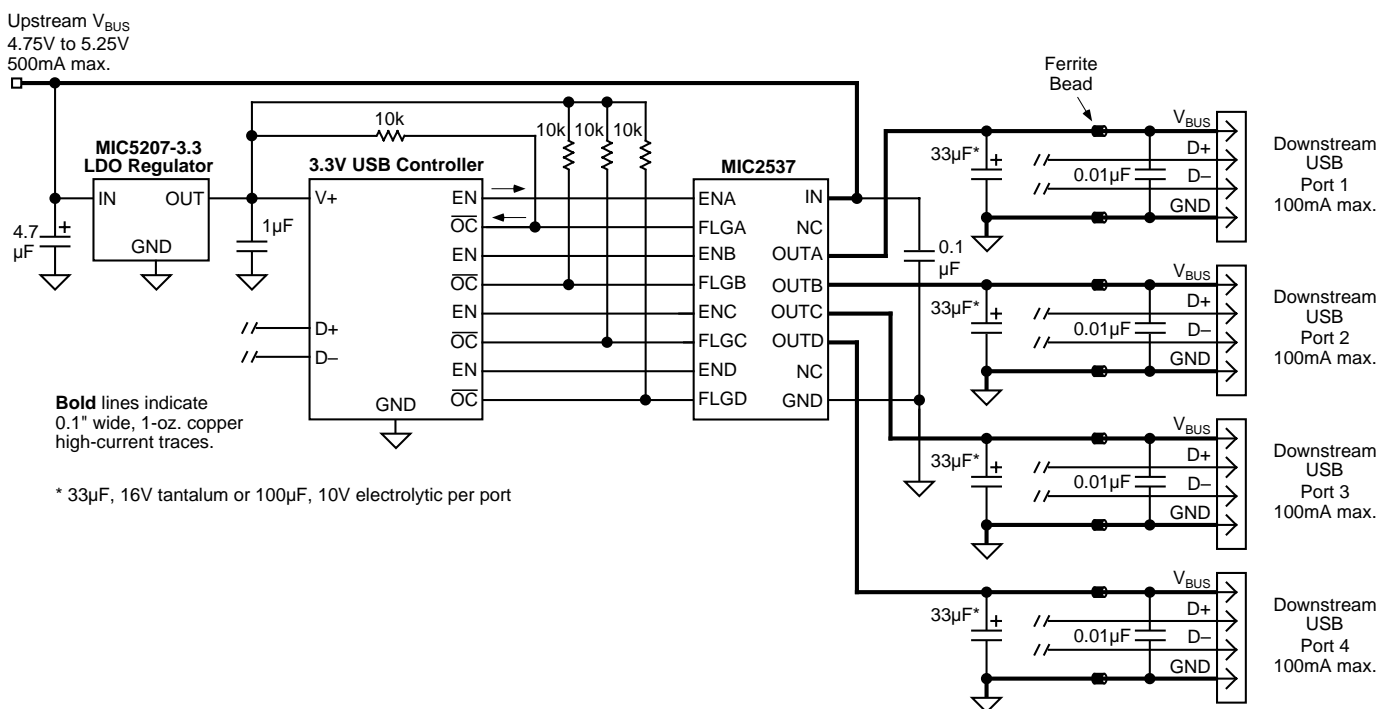 Upstream VBUS
4.75V to 5.25V
500mA max.
MIC5207-3.3
LDO Regulator
IN
OUT
GND
4.7
µF
1µF
10k
10k
10k
10k
3.3V USB Controller
V+
D+
D–
GND
EN
OC
EN
OC
EN
OC
EN
OC
MIC2537
ENA
FLGA
ENB
FLGB
ENC
FLGC
END
FLGD
IN
NC
OUTA
OUTB
OUTC
OUTD
NC
GND
0.1
µF
Ferrite
Bead
33µF*
+
0.01µF
VBUS
D+
D–
GND
Downstream
USB
Port 1
100mA max.
33µF*
+
0.01µF
VBUS
D+
D–
GND
Downstream
USB
Port 2
100mA max.
33µF*
+
0.01µF
VBUS
D+
D–
GND
Downstream
USB
Port 3
100mA max.
33µF*
+
0.01µF
VBUS
D+
D–
GND
Downstream
USB
Port 4
100mA max.
Bold lines indicate
0.1" wide, 1-oz. copper
high-current traces.
* 33µF, 16V tantalum or 100µF, 10V electrolytic per port